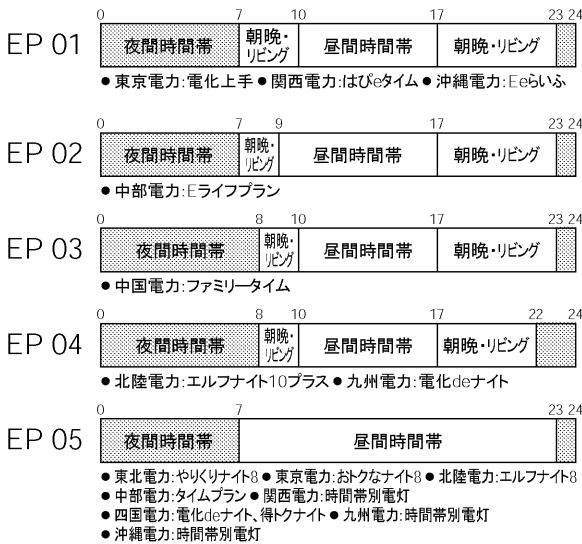 0 7 10 17 23 24
EP 01 夜間時間帯 朝晩・リビング 昼間時間帯 朝晩・リビング
● 東京電力:電化上手 ● 関西電力:はぴeタイム ● 沖縄電力:Eeらいふ
0 7 9 17 23 24
EP 02 夜間時間帯 朝晩・リビング 昼間時間帯 朝晩・リビング
● 中部電力:Eライフプラン
0 8 10 17 23 24
EP 03 夜間時間帯 朝晩・リビング 昼間時間帯 朝晩・リビング
● 中国電力:ファミリータイム
0 8 10 17 22 24
EP 04 夜間時間帯 朝晩・リビング 昼間時間帯 朝晩・リビング
● 北陸電力:エルフナイト10プラス ● 九州電力:電化deナイト
0 7 23 24
EP 05 夜間時間帯 昼間時間帯
● 東北電力:やりくりナイト8 ● 東京電力:おトクなナイト8 ● 北陸電力:エルフナイト8
● 中部電力:タイムプラン ● 関西電力:時間帯別電灯
● 四国電力:電化deナイト、得トクナイト ● 九州電力:時間帯別電灯
● 沖縄電力:時間帯別電灯